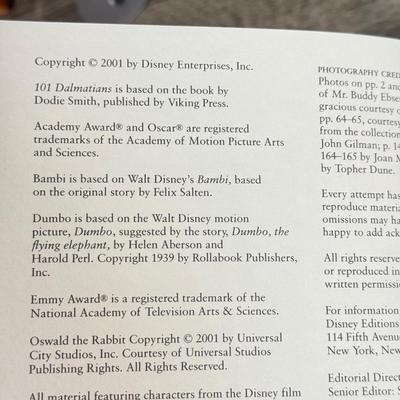 Copyright © 2001 by Disney Enterprises, Inc.
101 Dalmatians is based on the book by
Dodie Smith, published by Viking Press.
Academy Award® and Oscar® are registered
trademarks of the Academy of Motion Picture Arts
and Sciences.
Bambi is based on Walt Disney's Bambi, based
on the original story by Felix Salten.
Dumbo is based on the Walt Disney motion
picture, Dumbo, suggested by the story, Dumbo, the
flying elephant, by Helen Aberson and
Harold Perl. Copyright 1939 by Rollabook Publishers,
Inc.
Emmy Award® is a registered trademark of the
National Academy of Television Arts & Sciences.
Oswald the Rabbit Copyright © 2001 by Universal
City Studios, Inc. Courtesy of Universal Studios
Publishing Rights. All Rights Reserved.
All material featuring characters from the Disney film
PHOTOGRAPHY CRED
Photos on pp. 2 and
of Mr. Buddy Ebse
gracious courtesy o
pp. 64–65, courtesy
from the collection
John Gilman; p. 14
164–165 by Joan M
by Topher Dune.
Every attempt has
reproduce materia
omissions may ha
happy to add ack
All rights reserve
or reproduced in
written permissi
For information
Disney Editions
114 Fifth Avenue
New York, New
Editorial Direct
Senior Editor: S